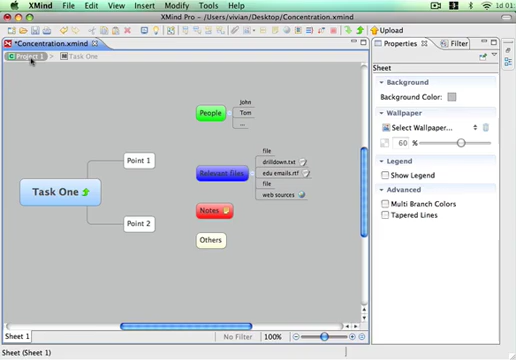 XMind File Edit View Insert Modify Tools Window Help 1d 01:
XMind Pro - /Users/vivian/Desktop/Concentration.xmind
Upload
*Concentration.xmind
Project 1 > Task One
Task One
Point 1
Point 2
People
John
Tom
...
Relevant files
file
drilldown.txt
edu emails.rtf
file
web sources
Notes
Others
Properties Filter
Sheet
Background
Background Color:
Wallpaper
Select Wallpaper...
60 %
Legend
Show Legend
Advanced
Multi Branch Colors
Tapered Lines
Sheet 1
No Filter 100%
Sheet (Sheet 1)